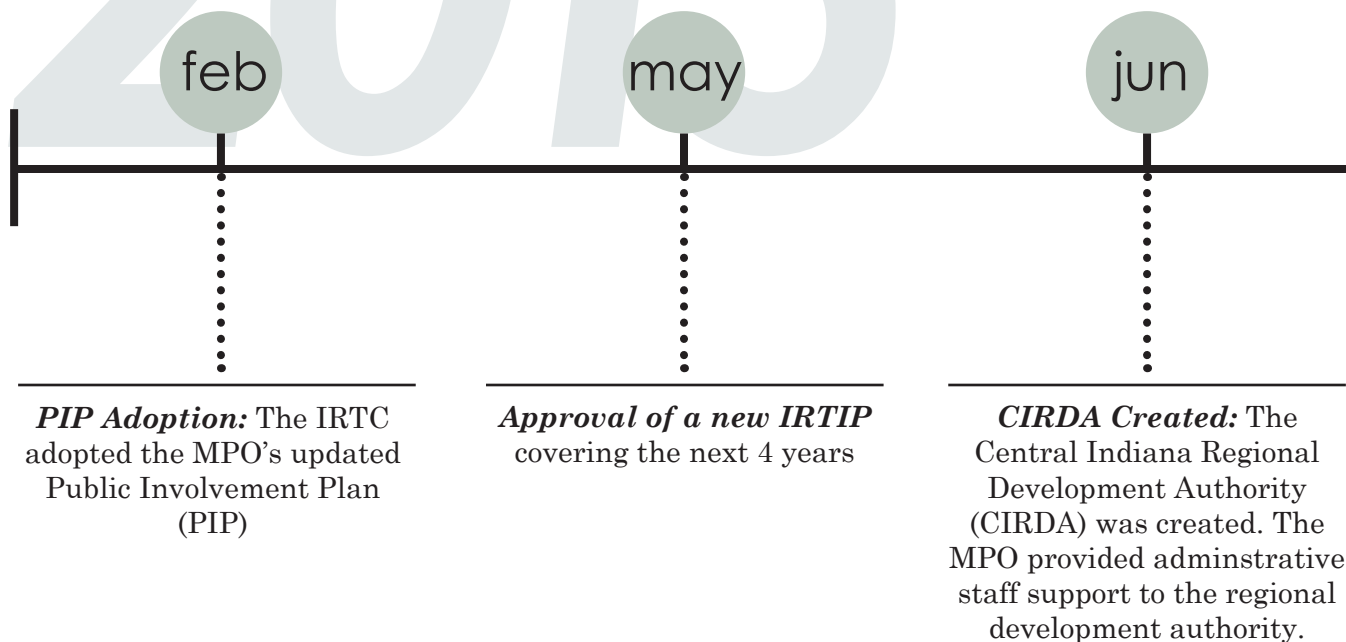 2015
feb
may
jun
PIP Adoption: The IRTC
adopted the MPO’s updated
Public Involvement Plan
(PIP)
Approval of a new IRTIP
covering the next 4 years
CIRDA Created: The
Central Indiana Regional
Development Authority
(CIRDA) was created. The
MPO provided adminstrative
staff support to the regional
development authority.